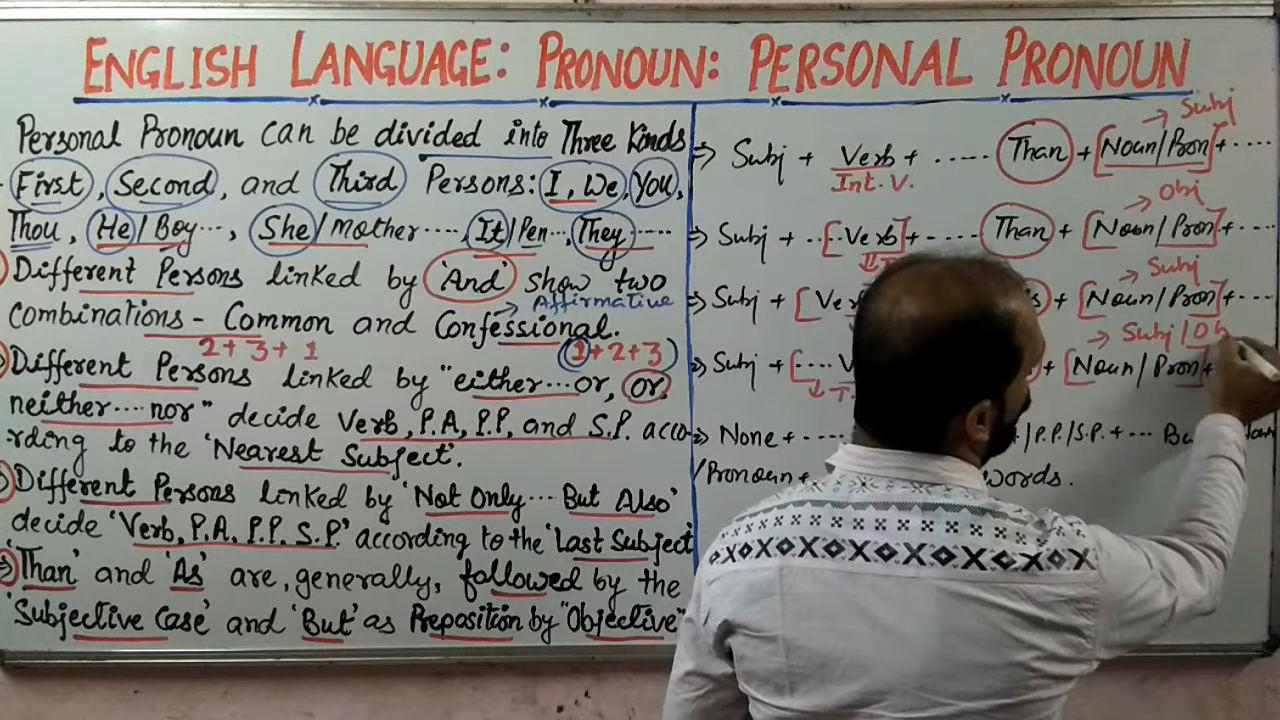 ENGLISH LANGUAGE: PRONOUN: PERSONAL PRONOUN
Personal Pronoun can be divided into Three Kinds
First, Second, and Third Persons: I, We, You,
Thou, He/Boy..., She/Mother...., It/Pen..., They.....
Different Persons linked by 'And' show two
→ Affirmative
combinations - Common and Confessional.
2+3+1 (1+2+3)
Different Persons linked by "either...or, or,
neither....nor" decide Verb, P.A, P.P, and S.P. acco-
rding to the 'Nearest Subject'.
Different Persons linked by 'Not Only... But Also'
decide 'Verb, P.A, P.P, S.P.' according to the 'Last Subject'
'Than' and 'As' are, generally, followed by the
'Subjective Case' and 'But' as Preposition by "Objective"
→ Subj
⇒ Subj + Verb + ..... Than + [Noun/Pron] + ....
Int. V.
→ Obj
⇒ Subj + ...[Verb] + ..... Than + [Noun/Pron] + ....
→ Subj
⇒ Subj + [Ve + [Noun/Pron] + ....
→ Subj/Ob
⇒ Subj + [.... V + [Noun/Pron] +
↓ T.
⇒ None + .... /P.P./S.P. + ...
/Pronoun + words.